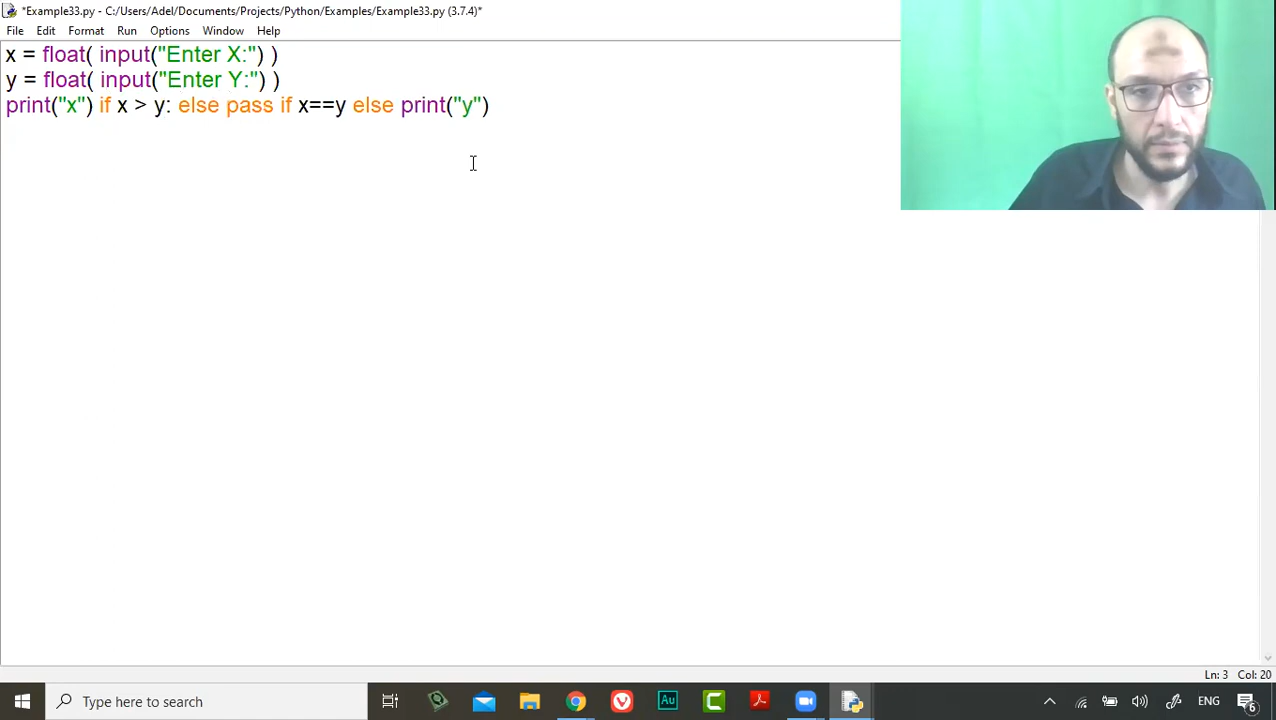 *Example33.py - C:/Users/Adel/Documents/Projects/Python/Examples/Example33.py (3.7.4)*
File Edit Format Run Options Window Help
x = float( input("Enter X:") )
y = float( input("Enter Y:") )
print("x") if x > y: else pass if x==y else print("y")
Ln: 3 Col: 20
Type here to search
Au
ENG
6